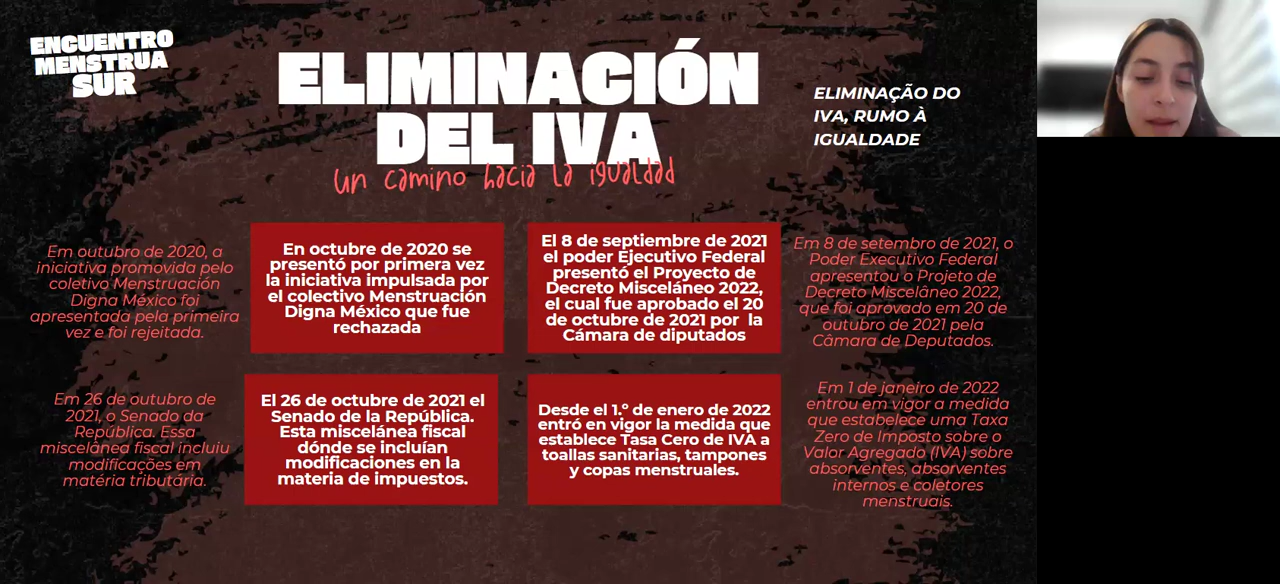 ENCUENTRO
MENSTRUA
SUR
ELIMINACIÓN
DEL IVA
un camino hacia la igualdad
ELIMINAÇÃO DO
IVA, RUMO À
IGUALDADE
Em outubro de 2020, a
iniciativa promovida pelo
coletivo Menstruación
Digna México foi
apresentada pela primeira
vez e foi rejeitada.
En octubre de 2020 se
presentó por primera vez
la iniciativa impulsada por
el colectivo Menstruación
Digna México que fue
rechazada
El 8 de septiembre de 2021
el poder Ejecutivo Federal
presentó el Proyecto de
Decreto Misceláneo 2022,
el cual fue aprobado el 20
de octubre de 2021 por la
Cámara de diputados
Em 8 de setembro de 2021, o
Poder Executivo Federal
apresentou o Projeto de
Decreto Miscelâneo 2022,
que foi aprovado em 20 de
outubro de 2021 pela
Câmara de Deputados.
Em 26 de outubro de
2021, o Senado da
República. Essa
miscelânea fiscal incluiu
modificações em
matéria tributária.
El 26 de octubre de 2021 el
Senado de la República.
Esta miscelánea fiscal
dónde se incluían
modificaciones en la
materia de impuestos.
Desde el 1.º de enero de 2022
entró en vigor la medida que
establece Tasa Cero de IVA a
toallas sanitarias, tampones
y copas menstruales.
Em 1 de janeiro de 2022
entrou em vigor a medida
que estabelece uma Taxa
Zero de Imposto sobre o
Valor Agregado (IVA) sobre
absorventes, absorventes
internos e coletores
menstruais.